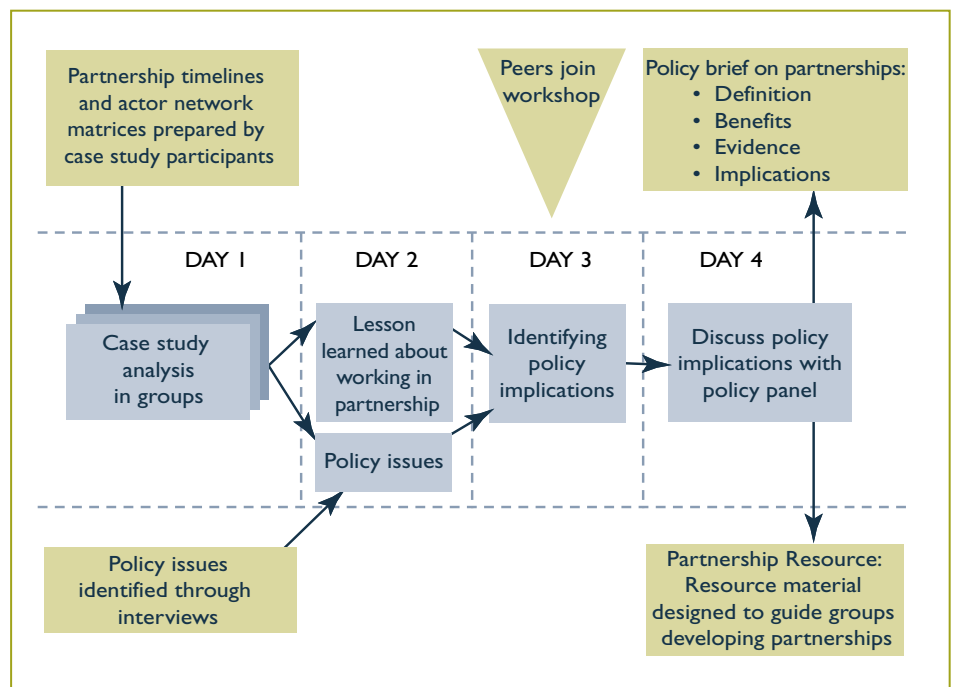 Partnership timelines
and actor network
matrices prepared by
case study participants
Peers join
workshop
Policy brief on partnerships:
• Definition
• Benefits
• Evidence
• Implications
DAY 1
DAY 2
DAY 3
DAY 4
Case study
analysis
in groups
Lesson
learned about
working in
partnership
Policy issues
Identifying
policy
implications
Discuss policy
implications with
policy panel
Policy issues
identified through
interviews
Partnership Resource:
Resource material
designed to guide groups
developing partnerships